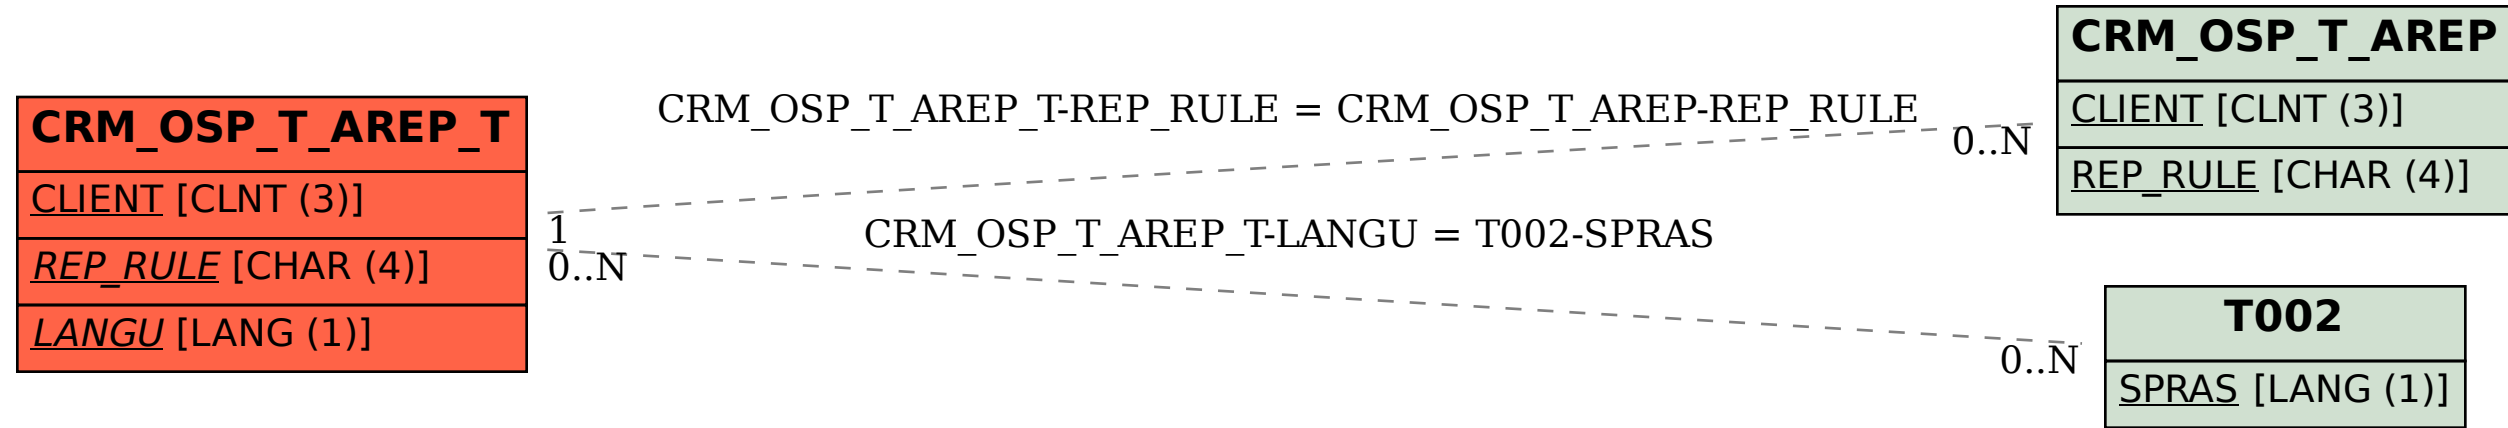 CRM_OSP_T_AREP_T
CLIENT [CLNT (3)]
REP_RULE [CHAR (4)]
LANGU [LANG (1)]
CRM_OSP_T_AREP_T-REP_RULE = CRM_OSP_T_AREP-REP_RULE
0..N
1
CRM_OSP_T_AREP_T-LANGU = T002-SPRAS
0..N
0..N
CRM_OSP_T_AREP
CLIENT [CLNT (3)]
REP_RULE [CHAR (4)]
T002
SPRAS [LANG (1)]